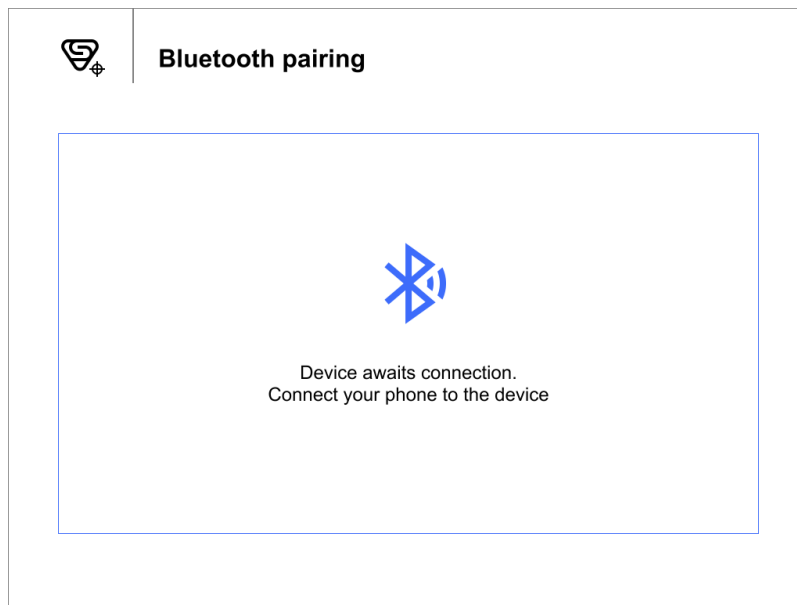 Bluetooth pairing
Device awaits connection.
Connect your phone to the device